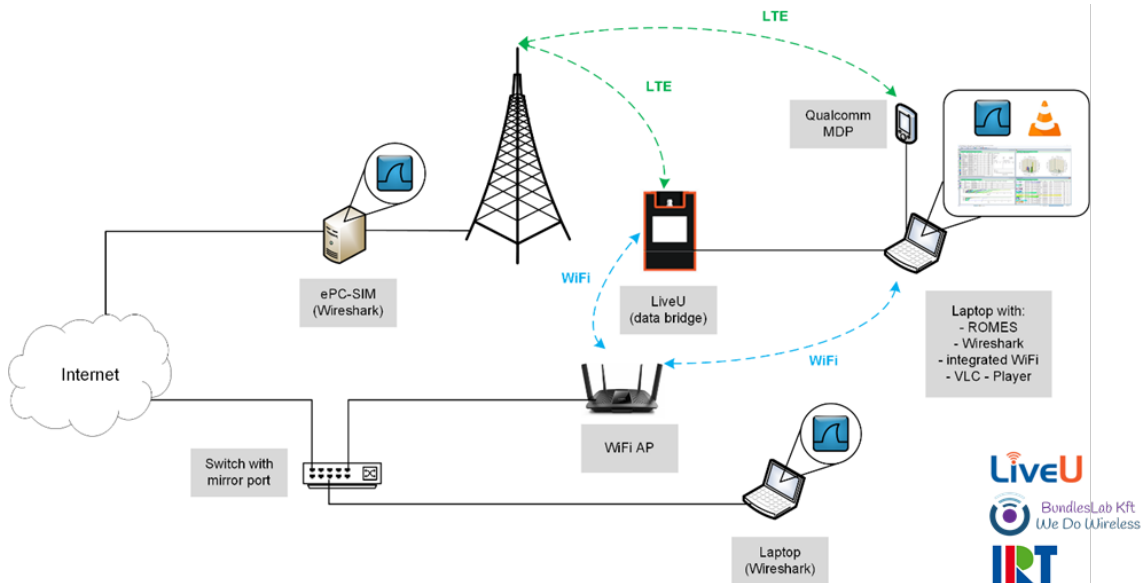 LTE
LTE
Qualcomm
MDP
ePC-SIM
(Wireshark)
WiFi
LiveU
(data bridge)
WiFi
Laptop with:
- ROMES
- Wireshark
- integrated WiFi
- VLC - Player
Internet
WiFi AP
Switch with
mirror port
Laptop
(Wireshark)
LiveU
BundlesLab Kft
We Do Wireless
IRT